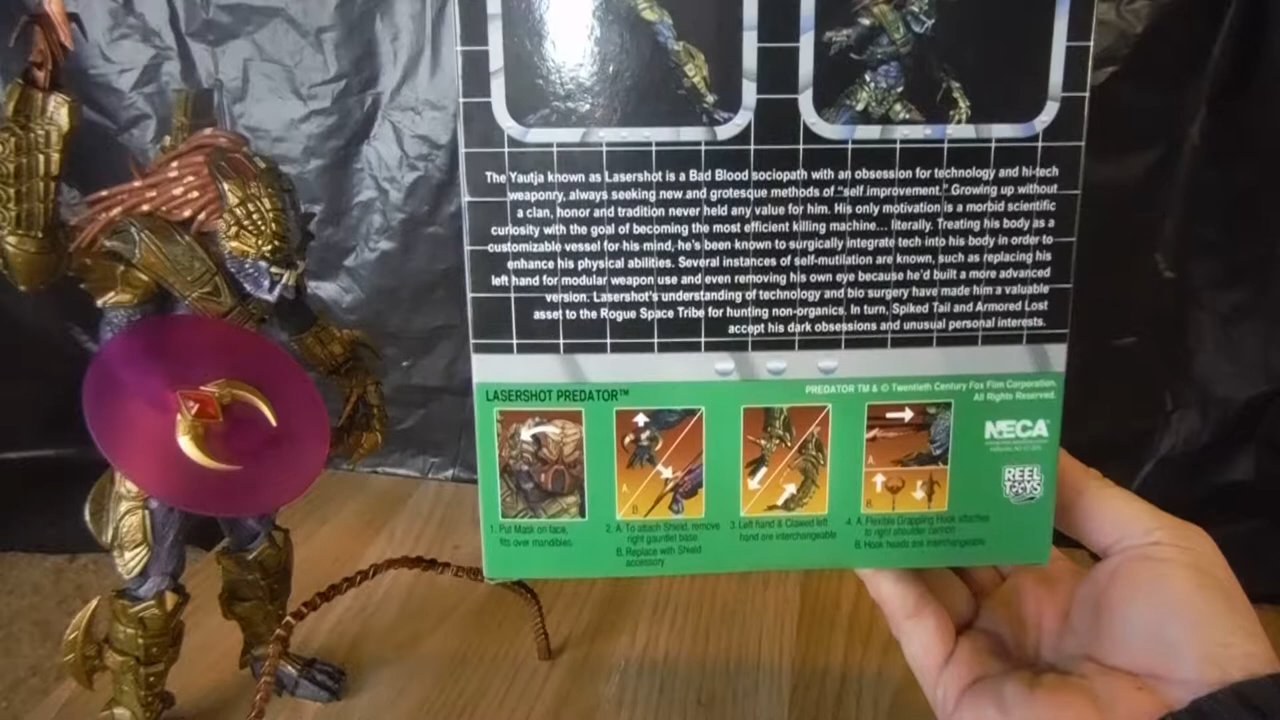 The Yautja known as Lasershot is a Bad Blood sociopath with an obsession for technology and hi-tech
weaponry, always seeking new and grotesque methods of "self improvement." Growing up without
a clan, honor and tradition never held any value for him. His only motivation is a morbid scientific
curiosity with the goal of becoming the most efficient killing machine... literally. Treating his body as a
customizable vessel for his mind, he's been known to surgically integrate tech into his body in order to
enhance his physical abilities. Several instances of self-mutilation are known, such as replacing his
left hand for modular weapon use and even removing his own eye because he'd built a more advanced
version. Lasershot's understanding of technology and bio surgery have made him a valuable
asset to the Rogue Space Tribe for hunting non-organics. In turn, Spiked Tail and Armored Lost
accept his dark obsessions and unusual personal interests.
LASERSHOT PREDATOR™
PREDATOR TM & © Twentieth Century Fox Film Corporation.
All Rights Reserved.
A.
B.
A.
B.
NECA
REEL
TOYS
1. Put Mask on face,
fits over mandibles.
2. A. To attach Shield, remove
right gauntlet base
B. Replace with Shield
accessory
3. Left hand & Clawed left
hand are interchangeable
4. A. Flexible Grappling Hook attaches
to right shoulder cannon
B. Hook heads are interchangeable